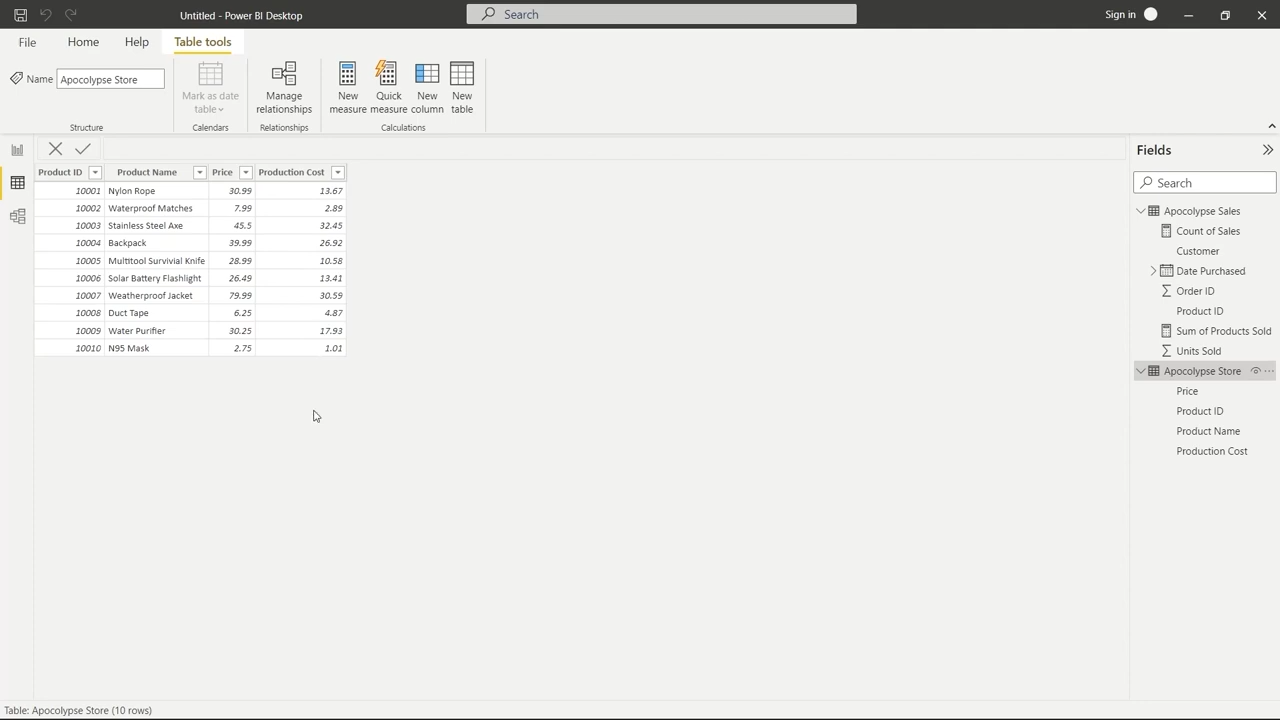 Untitled - Power BI Desktop
Search
Sign in
File
Home
Help
Table tools
Name
Apocolypse Store
Mark as date
table
Manage
relationships
New
measure
Quick
measure
New
column
New
table
Structure
Calendars
Relationships
Calculations
Product ID Product Name Price Production Cost
10001 Nylon Rope 30.99 13.67
10002 Waterproof Matches 7.99 2.89
10003 Stainless Steel Axe 45.5 32.45
10004 Backpack 39.99 26.92
10005 Multitool Survivial Knife 28.99 10.58
10006 Solar Battery Flashlight 26.49 13.41
10007 Weatherproof Jacket 79.99 30.59
10008 Duct Tape 6.25 4.87
10009 Water Purifier 30.25 17.93
10010 N95 Mask 2.75 1.01
Fields
Search
Apocolypse Sales
Count of Sales
Customer
Date Purchased
Order ID
Product ID
Sum of Products Sold
Units Sold
Apocolypse Store
Price
Product ID
Product Name
Production Cost
Table: Apocolypse Store (10 rows)